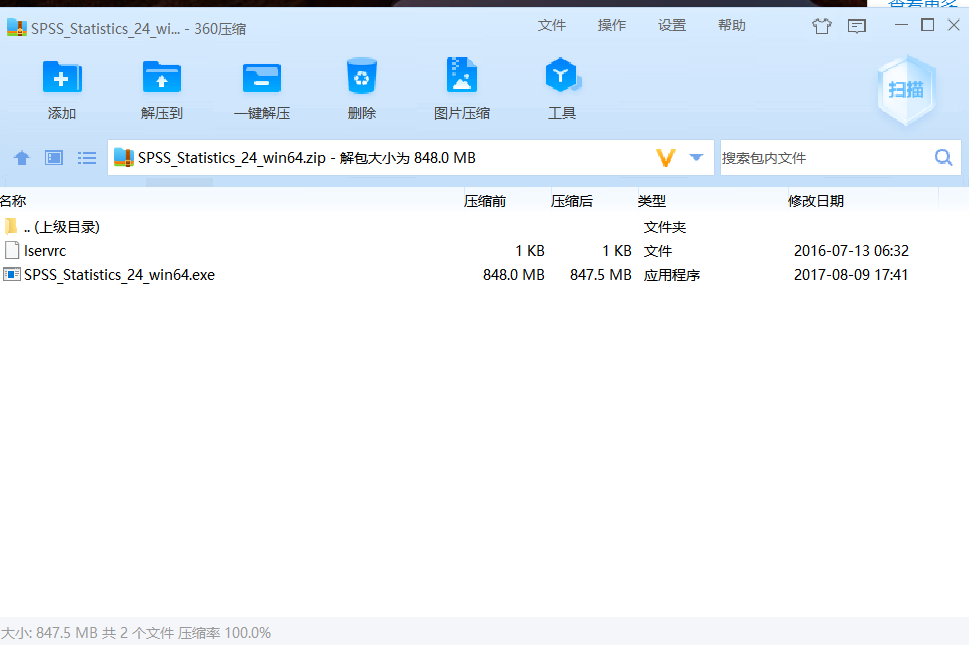 查看更多
SPSS_Statistics_24_wi... - 360压缩
文件 操作 设置 帮助
添加 解压到 一键解压 删除 图片压缩 工具
扫描
SPSS_Statistics_24_win64.zip - 解包大小为 848.0 MB
搜索包内文件
名称 压缩前 压缩后 类型 修改日期
.. (上级目录) 文件夹
lservrc 1 KB 1 KB 文件 2016-07-13 06:32
SPSS_Statistics_24_win64.exe 848.0 MB 847.5 MB 应用程序 2017-08-09 17:41
大小: 847.5 MB 共 2 个文件 压缩率 100.0%